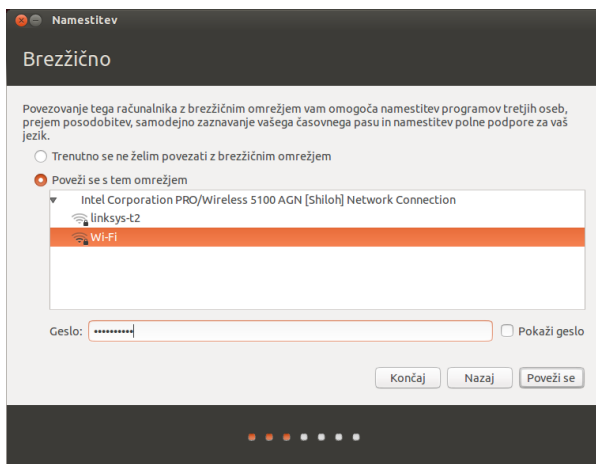 Namestitev
Brezžično
Povezovanje tega računalnika z brezžičnim omrežjem vam omogoča namestitev programov tretjih oseb,
prejem posodobitev, samodejno zaznavanje vašega časovnega pasu in namestitev polne podpore za vaš
jezik.
Trenutno se ne želim povezati z brezžičnim omrežjem
Poveži se s tem omrežjem
Intel Corporation PRO/Wireless 5100 AGN [Shiloh] Network Connection
linksys-t2
Wi-Fi
Geslo: •••••••••• Pokaži geslo
Končaj Nazaj Poveži se